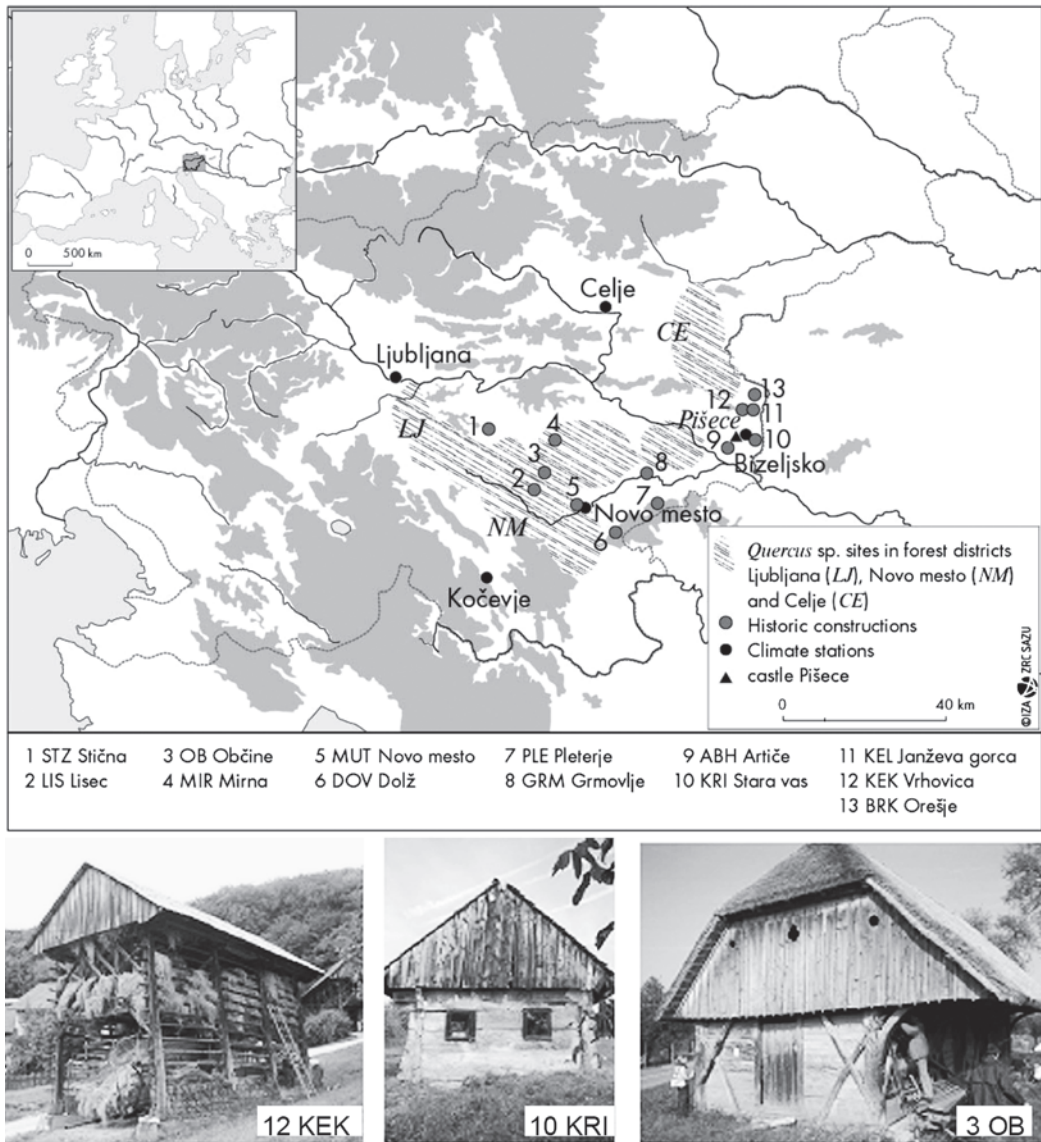 0 500 km
Celje
CE
Ljubljana
LJ
1
4
3
2
5
NM
Novo mesto
6
7
8
12
13
11
Pišece
9
10
Bizeljsko
Kočevje
Quercus sp. sites in forest districts
Ljubljana (LJ), Novo mesto (NM)
and Celje (CE)
Historic constructions
Climate stations
castle Pišece
0 40 km
©IZA ZRC SAZU
1 STZ Stična 3 OB Občine 5 MUT Novo mesto 7 PLE Pleterje 9 ABH Artiče 11 KEL Janževa gorca
2 LIS Lisec 4 MIR Mirna 6 DOV Dolž 8 GRM Grmovlje 10 KRI Stara vas 12 KEK Vrhovica
13 BRK Orešje
12 KEK
10 KRI
3 OB